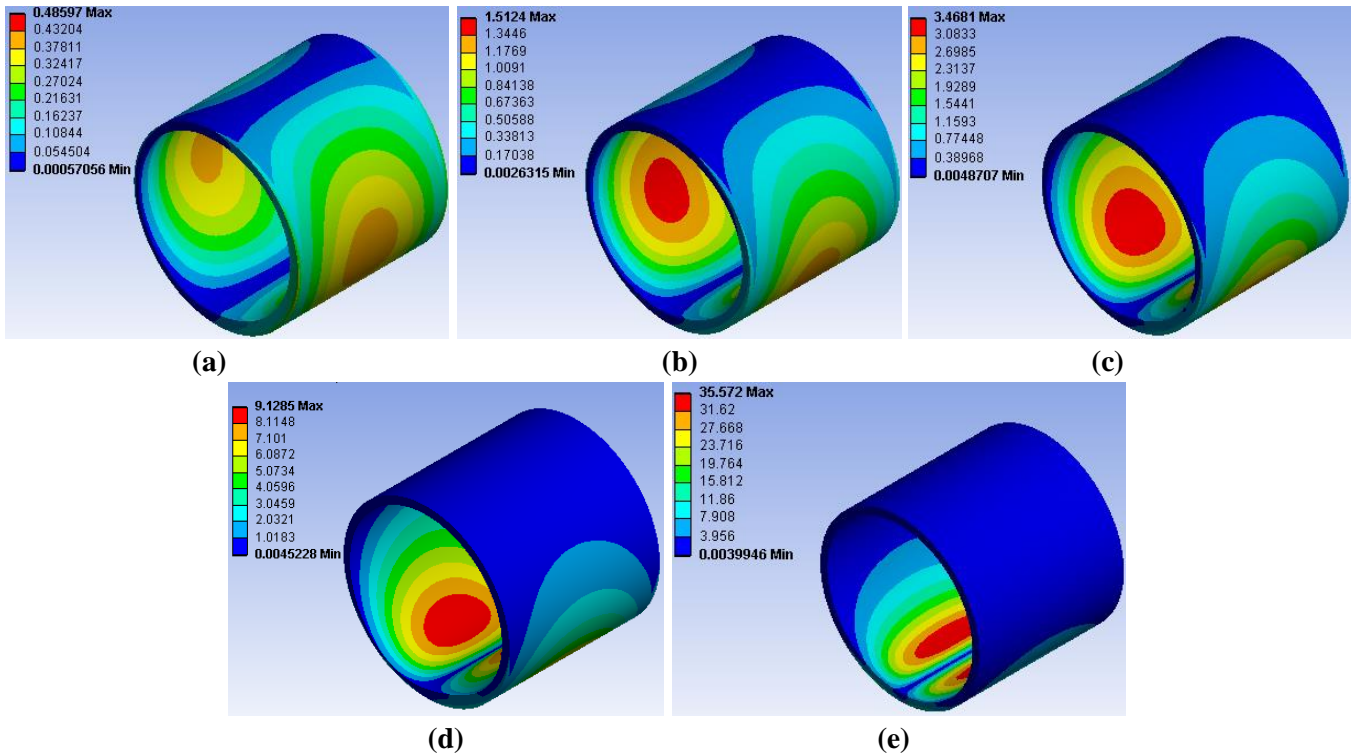 0.48597 Max
0.43204
0.37811
0.32417
0.27024
0.21631
0.16237
0.10844
0.054504
0.00057056 Min
(a)
1.5124 Max
1.3446
1.1769
1.0091
0.84138
0.67363
0.50588
0.33813
0.17038
0.0026315 Min
(b)
3.4681 Max
3.0833
2.6985
2.3137
1.9289
1.5441
1.1593
0.77448
0.38968
0.0048707 Min
(c)
9.1285 Max
8.1148
7.101
6.0872
5.0734
4.0596
3.0459
2.0321
1.0183
0.0045228 Min
(d)
35.572 Max
31.62
27.668
23.716
19.764
15.812
11.86
7.908
3.956
0.0039946 Min
(e)